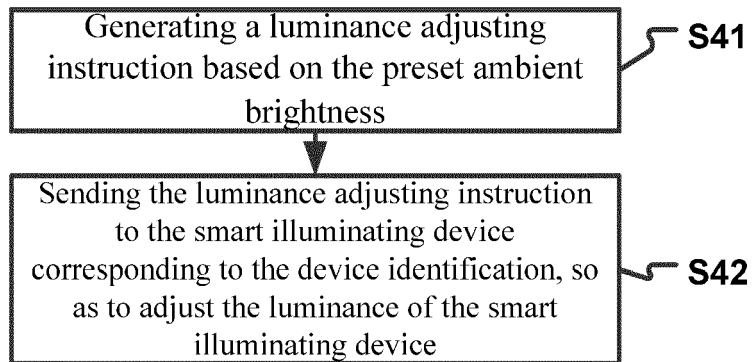 Generating a luminance adjusting
instruction based on the preset ambient
brightness
S41
Sending the luminance adjusting instruction
to the smart illuminating device
corresponding to the device identification, so
as to adjust the luminance of the smart
illuminating device
S42